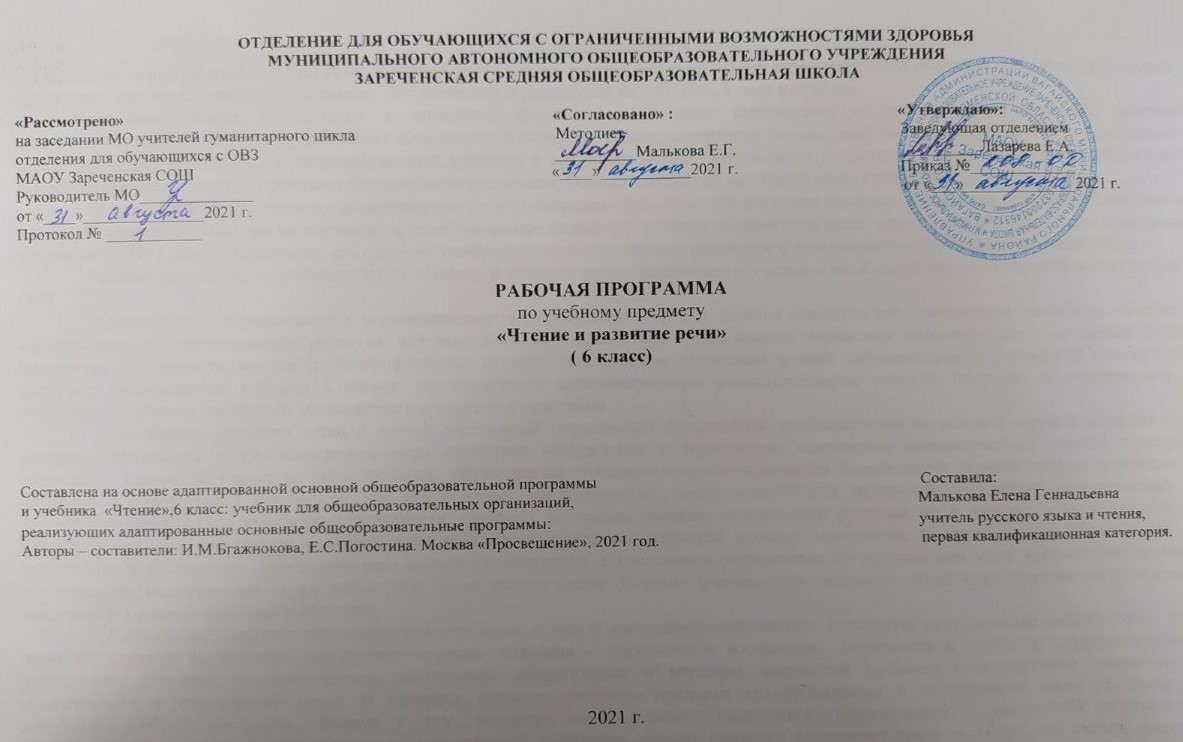 ОТДЕЛЕНИЕ ДЛЯ ОБУЧАЮЩИХСЯ С ОГРАНИЧЕННЫМИ ВОЗМОЖНОСТЯМИ ЗДОРОВЬЯ
МУНИЦИПАЛЬНОГО АВТОНОМНОГО ОБЩЕОБРАЗОВАТЕЛЬНОГО УЧРЕЖДЕНИЯ
ЗАРЕЧЕНСКАЯ СРЕДНЯЯ ОБЩЕОБРАЗОВАТЕЛЬНАЯ ШКОЛА
«Рассмотрено»
на заседании МО учителей гуманитарного цикла
отделения для обучающихся с ОВЗ
МАОУ Зареченская СОШ
Руководитель МО
от «31» августа 2021 г.
Протокол № 1
«Согласовано» :
Методист
Малькова Е.Г.
«31» августа 2021 г.
«Утверждаю»:
Заведующая отделением
Лазарева Е.А.
Приказ №
от «31» августа 2021 г.
РАБОЧАЯ ПРОГРАММА
по учебному предмету
«Чтение и развитие речи»
( 6 класс)
Составлена на основе адаптированной основной общеобразовательной программы
и учебника «Чтение»,6 класс: учебник для общеобразовательных организаций,
реализующих адаптированные основные общеобразовательные программы:
Авторы – составители: И.М.Бгажнокова, Е.С.Погостина. Москва «Просвещение», 2021 год.
Составила:
Малькова Елена Геннадьевна
учитель русского языка и чтения,
первая квалификационная категория.
2021 г.